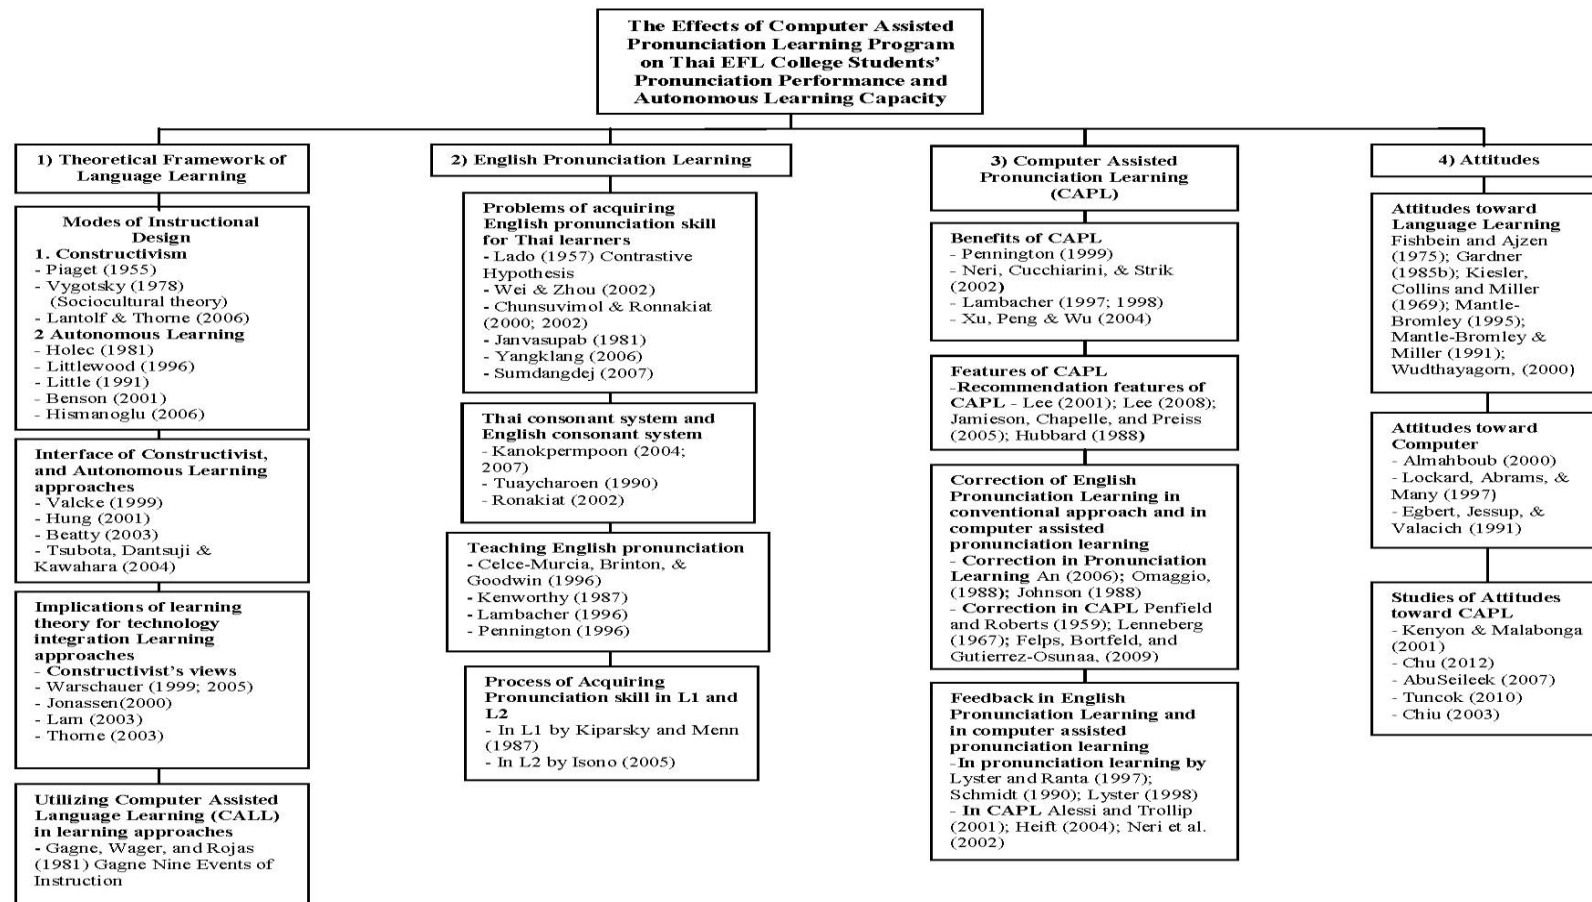 The Effects of Computer Assisted
Pronunciation Learning Program
on Thai EFL College Students'
Pronunciation Performance and
Autonomous Learning Capacity
1) Theoretical Framework of
Language Learning
Modes of Instructional
Design
1. Constructivism
- Piaget (1955)
- Vygotsky (1978)
(Sociocultural theory)
- Lantolf & Thorne (2006)
2 Autonomous Learning
- Holec (1981)
- Littlewood (1996)
- Little (1991)
- Benson (2001)
- Hismanoglu (2006)
Interface of Constructivist,
and Autonomous Learning
approaches
- Valcke (1999)
- Hung (2001)
- Beatty (2003)
- Tsubota, Dantsuji &
Kawahara (2004)
Implications of learning
theory for technology
integration Learning
approaches
- Constructivist's views
- Warschauer (1999; 2005)
- Jonassen(2000)
- Lam (2003)
- Thorne (2003)
Utilizing Computer Assisted
Language Learning (CALL)
in learning approaches
- Gagne, Wager, and Rojas
(1981) Gagne Nine Events of
Instruction
2) English Pronunciation Learning
Problems of acquiring
English pronunciation skill
for Thai learners
- Lado (1957) Contrastive
Hypothesis
- Wei & Zhou (2002)
- Chunsuvimol & Ronnakiat
(2000; 2002)
- Janvasupab (1981)
- Yangklang (2006)
- Sumdangdej (2007)
Thai consonant system and
English consonant system
- Kanokpermpoon (2004;
2007)
- Tuaycharoen (1990)
- Ronakiat (2002)
Teaching English pronunciation
- Celce-Murcia, Brinton, &
Goodwin (1996)
- Kenworthy (1987)
- Lambacher (1996)
- Pennington (1996)
Process of Acquiring
Pronunciation skill in L1 and
L2
- In L1 by Kiparsky and Menn
(1987)
- In L2 by Isono (2005)
3) Computer Assisted
Pronunciation Learning
(CAPL)
Benefits of CAPL
- Pennington (1999)
- Neri, Cucchiarini, & Strik
(2002)
- Lambacher (1997; 1998)
- Xu, Peng & Wu (2004)
Features of CAPL
-Recommendation features of
CAPL - Lee (2001); Lee (2008);
Jamieson, Chapelle, and Preiss
(2005); Hubbard (1988)
Correction of English
Pronunciation Learning in
conventional approach and in
computer assisted
pronunciation learning
- Correction in Pronunciation
Learning An (2006); Omaggio,
(1988); Johnson (1988)
- Correction in CAPL Penfield
and Roberts (1959); Lenneberg
(1967); Felps, Bortfeld, and
Gutierrez-Osunaa, (2009)
Feedback in English
Pronunciation Learning and
in computer assisted
pronunciation learning
-In pronunciation learning by
Lyster and Ranta (1997);
Schmidt (1990); Lyster (1998)
- In CAPL Alessi and Trollip
(2001); Heift (2004); Neri et al.
(2002)
4) Attitudes
Attitudes toward
Language Learning
Fishbein and Ajzen
(1975); Gardner
(1985b); Kiesler,
Collins and Miller
(1969); Mantle-
Bromley (1995);
Mantle-Bromley &
Miller (1991);
Wudthayagorn, (2000)
Attitudes toward
Computer
- Almahboub (2000)
- Lockard, Abrams, &
Many (1997)
- Egbert, Jessup, &
Valacich (1991)
Studies of Attitudes
toward CAPL
- Kenyon & Malabonga
(2001)
- Chu (2012)
- AbuSeileek (2007)
- Tuncok (2010)
- Chiu (2003)